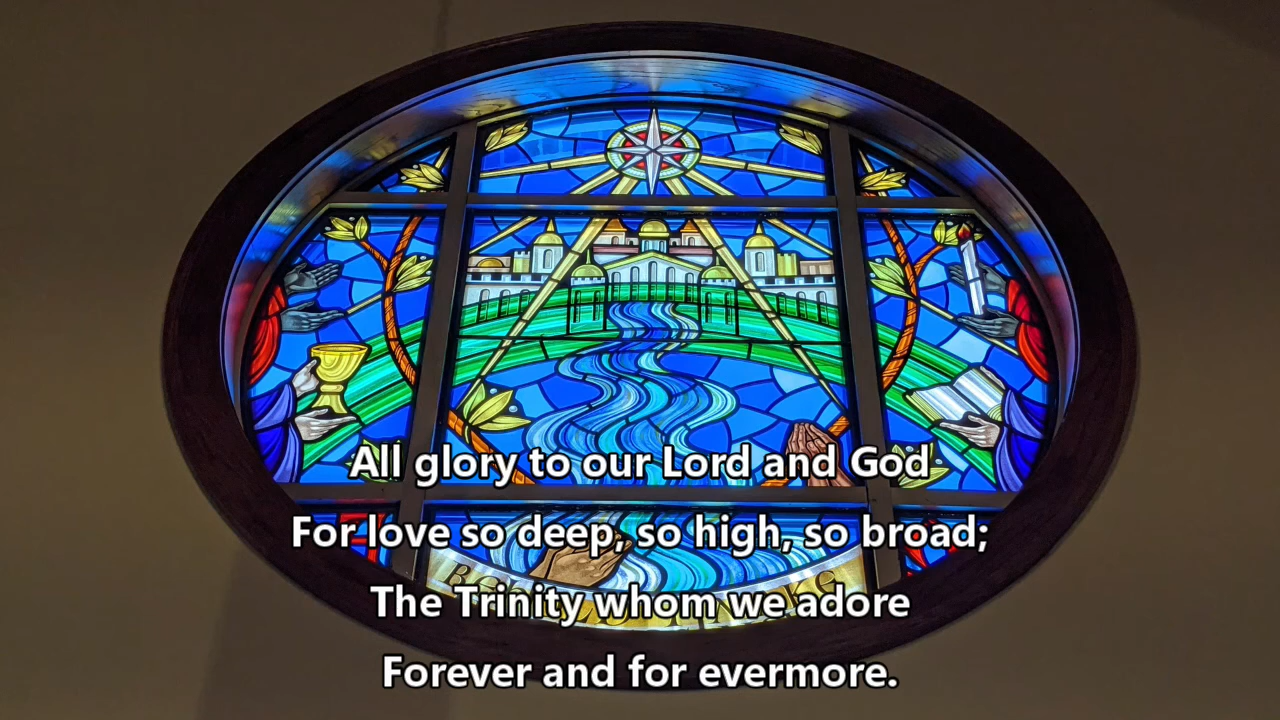 All glory to our Lord and God
For love so deep, so high, so broad;
The Trinity whom we adore
Forever and for evermore.